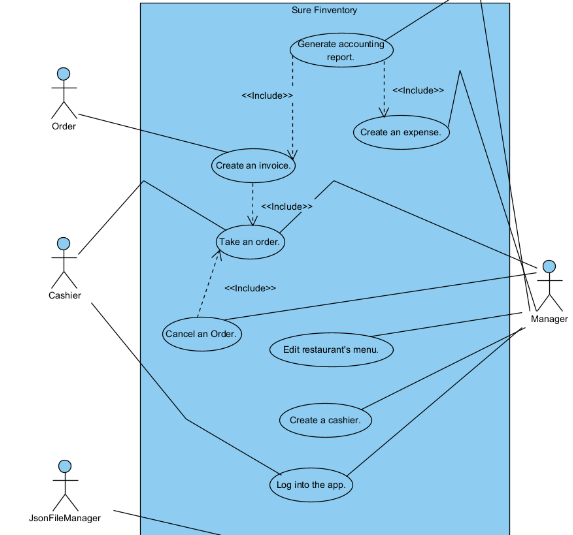 Sure Finventory
Generate accounting
report.
<<Include>>
<<Include>>
Create an expense.
Order
Create an invoice.
<<Include>>
Take an order.
Cashier
<<Include>>
Manager
Cancel an Order.
Edit restaurant's menu.
Create a cashier.
Log into the app.
JsonFileManager